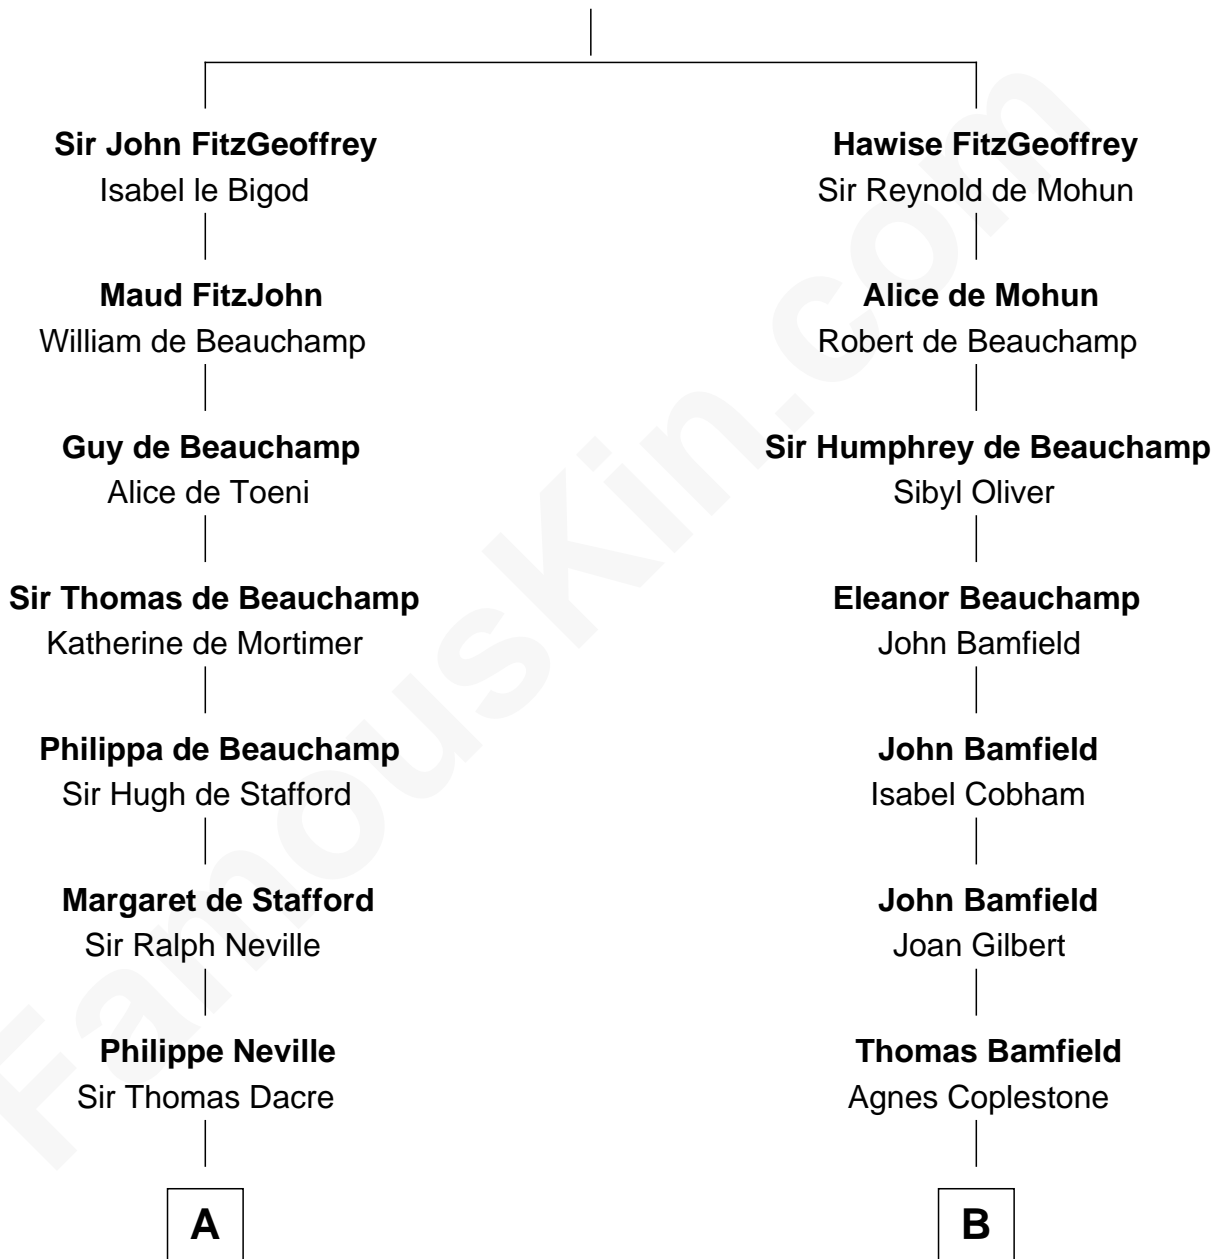 Sir John FitzGeoffrey
Isabel le Bigod
Maud FitzJohn
William de Beauchamp
Guy de Beauchamp
Alice de Toeni
Sir Thomas de Beauchamp
Katherine de Mortimer
Philippa de Beauchamp
Sir Hugh de Stafford
Margaret de Stafford
Sir Ralph Neville
Philippe Neville
Sir Thomas Dacre
A
Hawise FitzGeoffrey
Sir Reynold de Mohun
Alice de Mohun
Robert de Beauchamp
Sir Humphrey de Beauchamp
Sibyl Oliver
Eleanor Beauchamp
John Bamfield
John Bamfield
Isabel Cobham
John Bamfield
Joan Gilbert
Thomas Bamfield
Agnes Coplestone
B
FamousKin.com